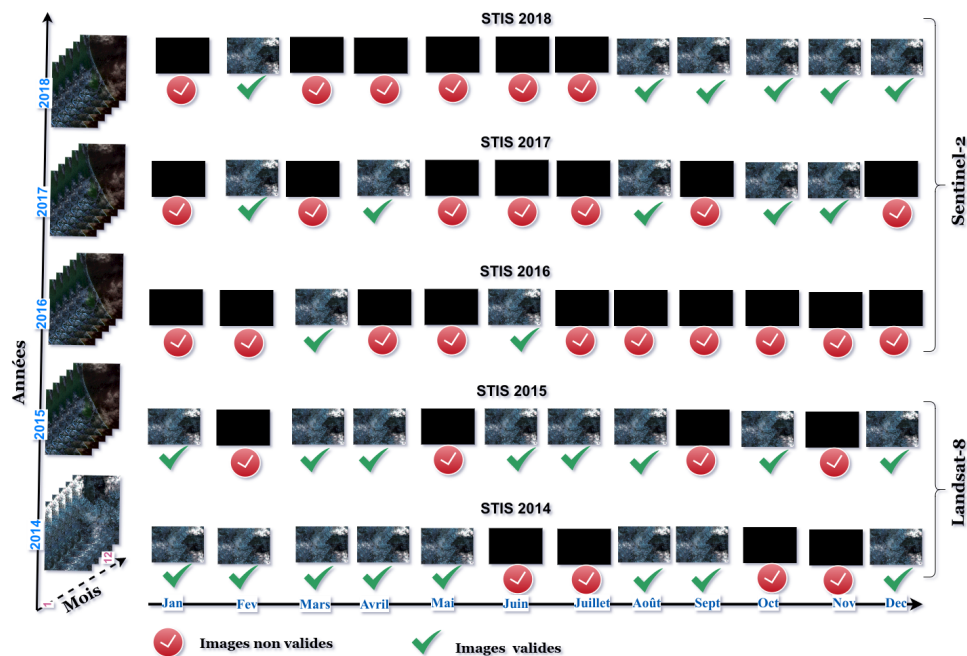 STIS 2018
2018
STIS 2017
2017
Sentinel-2
STIS 2016
2016
Années
STIS 2015
2015
Landsat-8
STIS 2014
2014
12
1
Mois
Jan Fev Mars Avril Mai Juin Juillet Août Sept Oct Nov Dec
Images non valides
Images valides